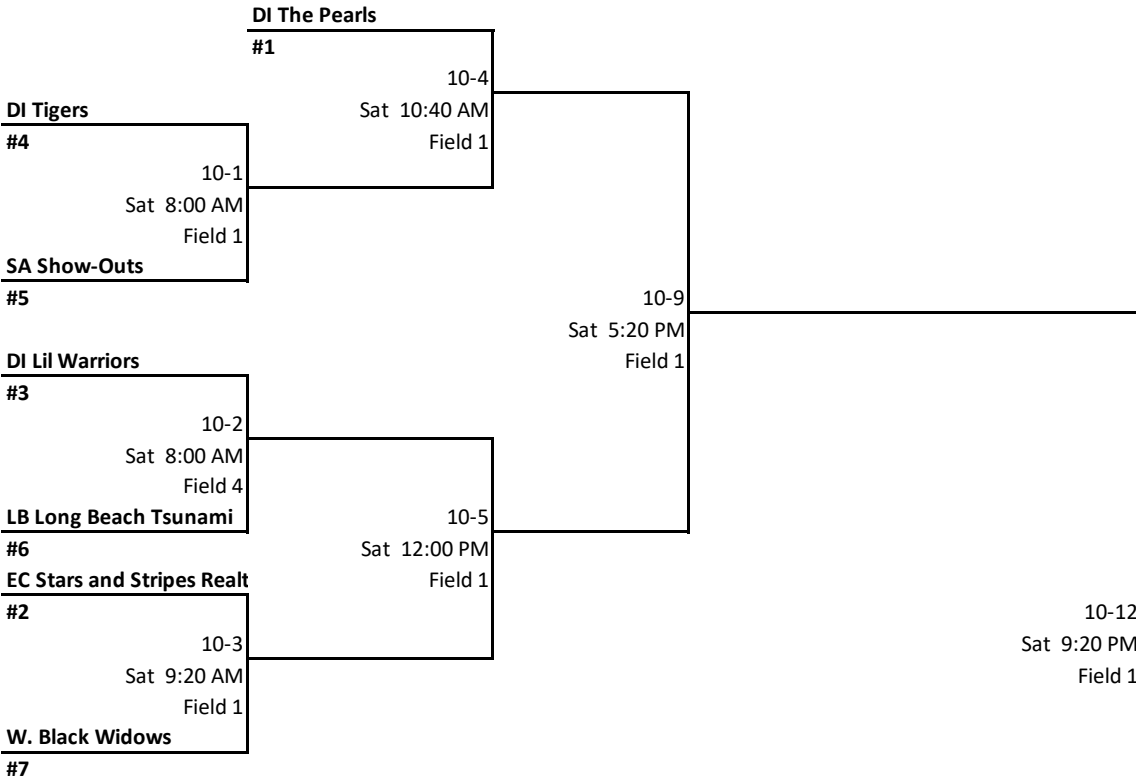 DI The Pearls
#1
10-4
Sat 10:40 AM
Field 1
DI Tigers
#4
10-1
Sat 8:00 AM
Field 1
SA Show-Outs
#5
10-9
Sat 5:20 PM
Field 1
DI Lil Warriors
#3
10-2
Sat 8:00 AM
Field 4
LB Long Beach Tsunami
#6
10-5
Sat 12:00 PM
Field 1
EC Stars and Stripes Realt
#2
10-3
Sat 9:20 AM
Field 1
W. Black Widows
#7
10-12
Sat 9:20 PM
Field 1